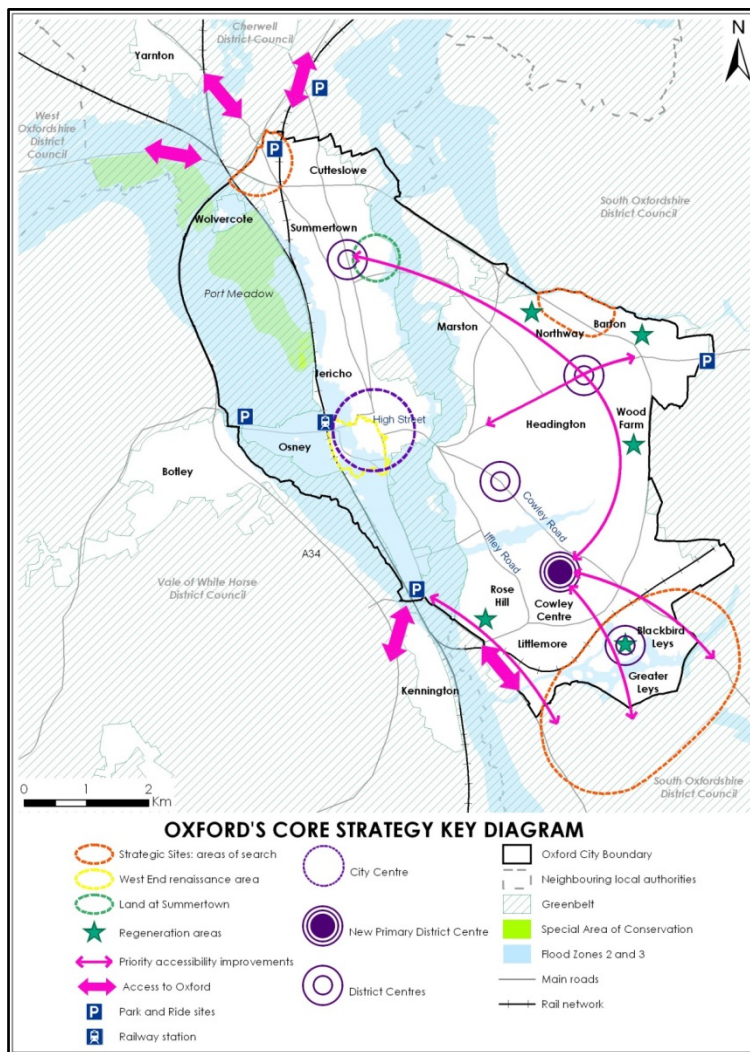 Cherwell
District Council
N
Yarnton
P
West
Oxfordshire
District
Council
P
Cutteslowe
South Oxfordshire
District Council
Wolvercote
Summertown
Port Meadow
Marston
Northway
Barton
P
Jericho
Wood
Farm
P
High Street
Headington
Osney
Botley
Cowley Road
Iffley Road
A34
Vale of White Horse
District Council
P
Rose
Hill
Cowley
Centre
Littlemore
Blackbird
Leys
Greater
Leys
Kennington
South Oxfordshire
District Council
0 1 2
Km
OXFORD'S CORE STRATEGY KEY DIAGRAM
Strategic Sites: areas of search
West End renaissance area
Land at Summertown
Regeneration areas
Priority accessibility improvements
Access to Oxford
P Park and Ride sites
Railway station
City Centre
New Primary District Centre
District Centres
Oxford City Boundary
Neighbouring local authorities
Greenbelt
Special Area of Conservation
Flood Zones 2 and 3
Main roads
Rail network